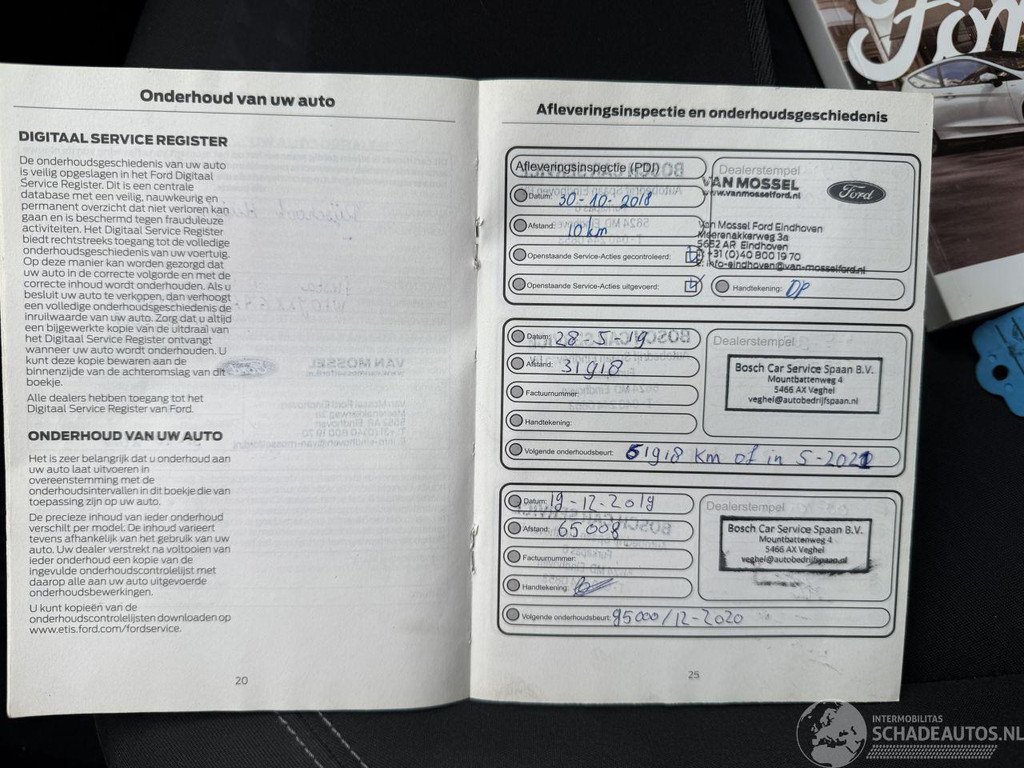 Onderhoud van uw auto
DIGITAAL SERVICE REGISTER
De onderhoudsgeschiedenis van uw auto
is veilig opgeslagen in het Ford Digitaal
Service Register. Dit is een centrale
database met een veilig, nauwkeurig en
permanent overzicht dat niet verloren kan
gaan en is beschermd tegen frauduleuze
activiteiten. Het Digitaal Service Register
biedt rechtstreeks toegang tot de volledige
onderhoudsgeschiedenis van uw voertuig.
Op deze manier kan worden gezorgd dat
uw auto in de correcte volgorde en met de
correcte inhoud wordt onderhouden. Als u
besluit uw auto te verkopen, dan verhoogt
een volledige onderhoudsgeschiedenis de
inruilwaarde van uw auto. Zorg dat u altijd
een bijgewerkte kopie van de uitdraai van
het Digitaal Service Register ontvangt
wanneer uw auto wordt onderhouden. U
kunt deze kopie bewaren aan de
binnenzijde van de achteromslag van dit
boekje.
Alle dealers hebben toegang tot het
Digitaal Service Register van Ford.
ONDERHOUD VAN UW AUTO
Het is zeer belangrijk dat u onderhoud aan
uw auto laat uitvoeren in
overeenstemming met de
onderhoudsintervallen in dit boekje die van
toepassing zijn op uw auto.
De precieze inhoud van ieder onderhoud
verschilt per model. De inhoud varieert
tevens afhankelijk van het gebruik van uw
auto. Uw dealer verstrekt na voltooien van
ieder onderhoud een kopie van de
ingevulde onderhoudscontrolelijst met
daarop alle aan uw auto uitgevoerde
onderhoudsbewerkingen.
U kunt kopieën van de
onderhoudscontrolelijsten downloaden op
www.etis.ford.com/fordservice.
20
Afleveringsinspectie en onderhoudsgeschiedenis
Afleveringsinspectie (PDI)
Datum: 30-10-2018
Afstand: 10 km
Openstaande Service-Acties gecontroleerd:
Openstaande Service-Acties uitgevoerd:
Dealerstempel
VAN MOSSEL
www.vanmosselford.nl
Ford
Van Mossel Ford Eindhoven
Meerenakkerweg 3a
5652 AR Eindhoven
T: +31 (0)40 800 19 70
E: info-eindhoven@van-mosselford.nl
Handtekening:
Datum: 28-5-19
Afstand: 31918
Factuurnummer:
Handtekening:
Dealerstempel
Bosch Car Service Spaan B.V.
Mountbattenweg 4
5466 AX Veghel
veghel@autobedrijfspaan.nl
Volgende onderhoudsbeurt: 61918 km of in 5-2021
Datum: 19-12-2019
Afstand: 65008
Factuurnummer:
Handtekening:
Dealerstempel
Bosch Car Service Spaan B.V.
Mountbattenweg 4
5466 AX Veghel
veghel@autobedrijfspaan.nl
Volgende onderhoudsbeurt: 95000/12-2020
25
INTERMOBILITAS
SCHADEAUTOS.NL